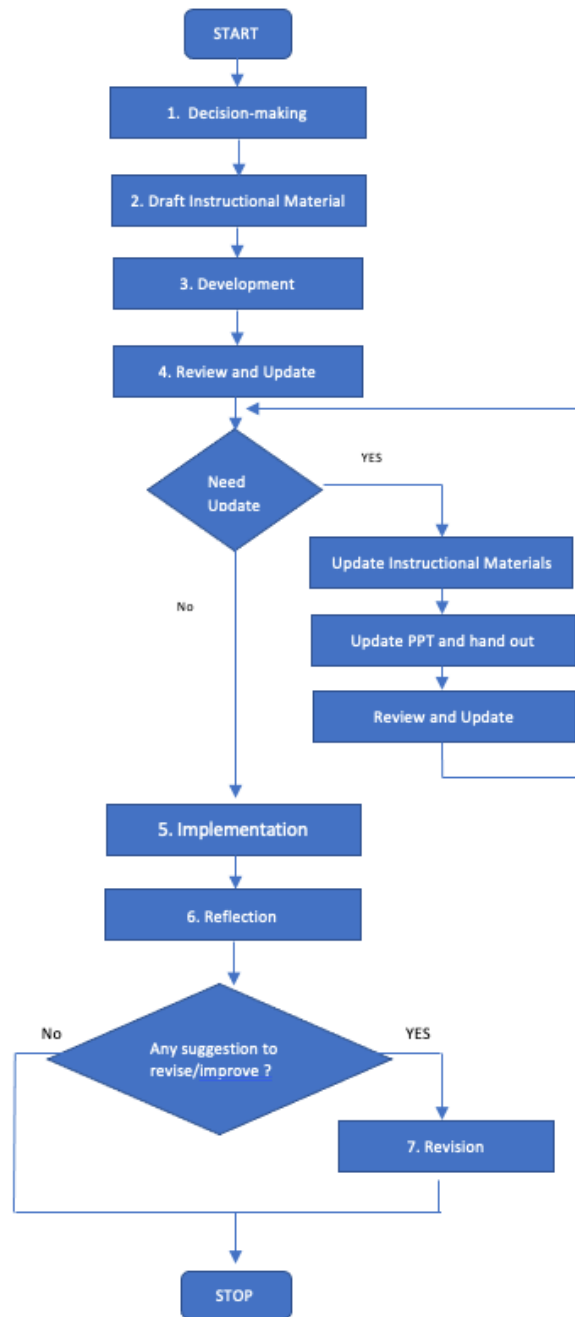 START
1. Decision-making
2. Draft Instructional Material
3. Development
4. Review and Update
Need
Update
YES
Update Instructional Materials
Update PPT and hand out
Review and Update
No
5. Implementation
6. Reflection
No
Any suggestion to
revise/improve ?
YES
7. Revision
STOP